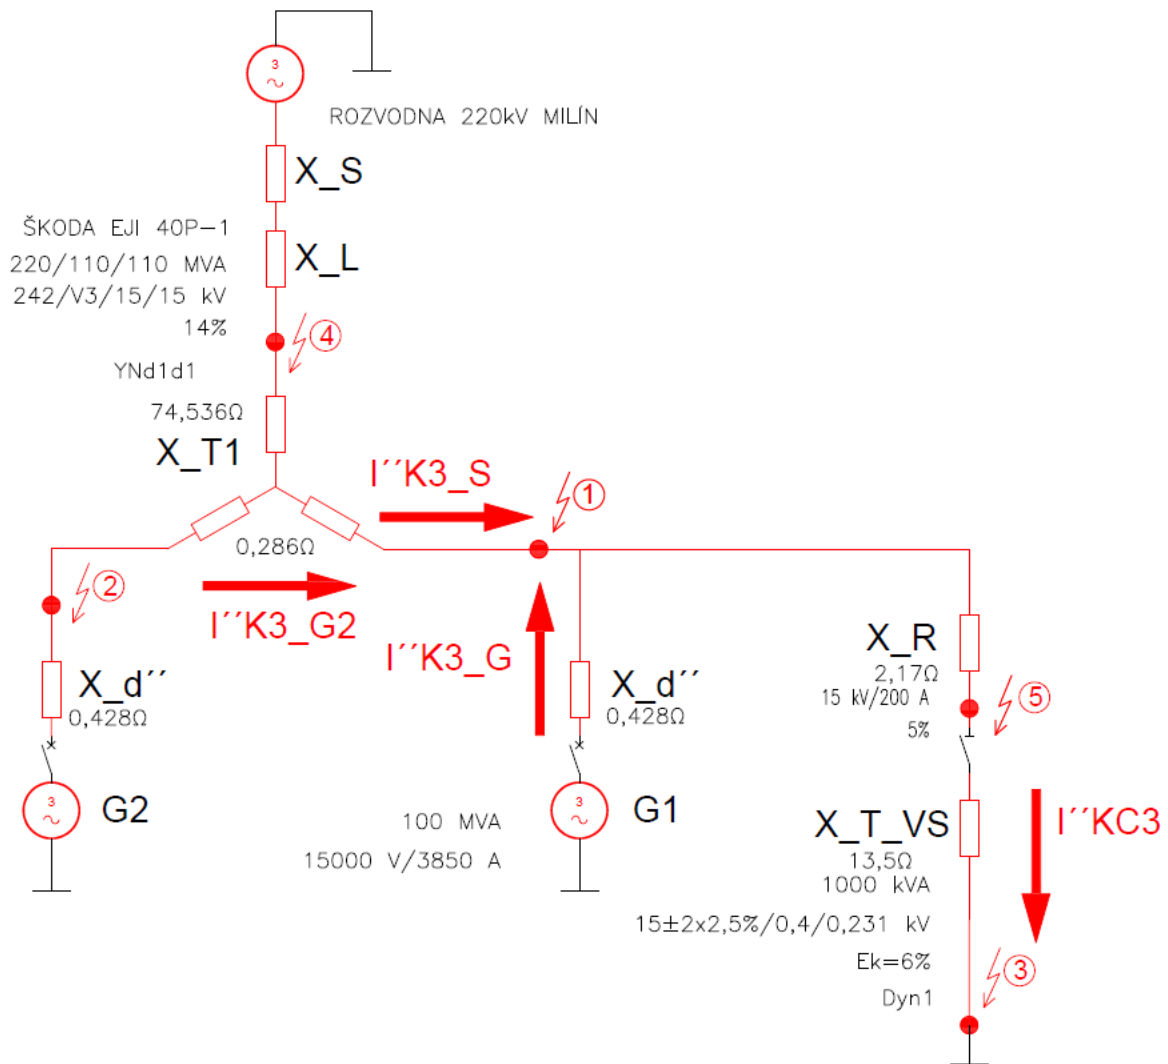 3
ROZVODNA 220kV MILÍN
X_S
ŠKODA EJI 40P-1
220/110/110 MVA
X_L
242/V3/15/15 kV
14%
4
YNd1d1
74,536Ω
X_T1
I´´K3_S
1
0,286Ω
2
I´´K3_G2
I´´K3_G
X_d´´
0,428Ω
X_d´´
0,428Ω
X_R
2,17Ω
15 kV/200 A
5%
5
3
G2
3
G1
100 MVA
15000 V/3850 A
X_T_VS
I´´KC3
13,5Ω
1000 kVA
15±2x2,5%/0,4/0,231 kV
Ek=6%
3
Dyn1